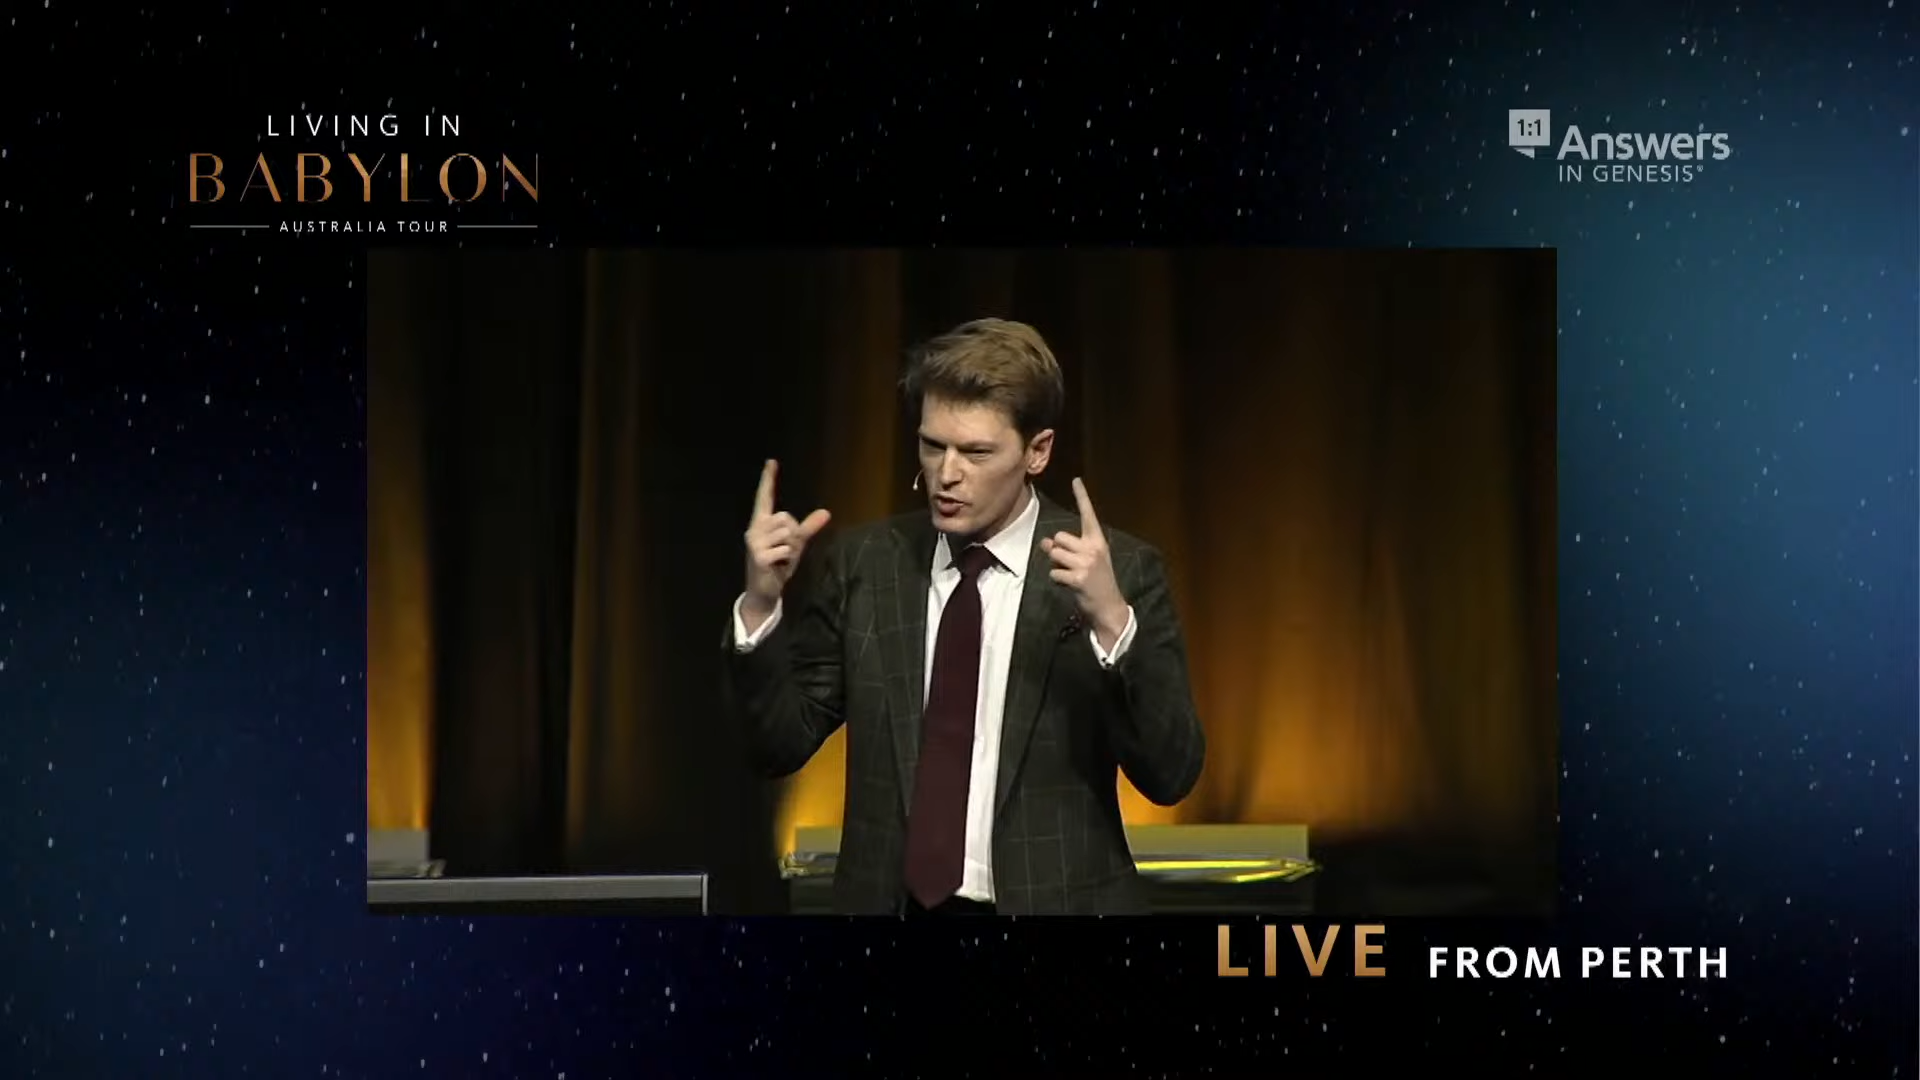 LIVING IN
BABYLON
AUSTRALIA TOUR
1:1
Answers
IN GENESIS®
LIVE FROM PERTH